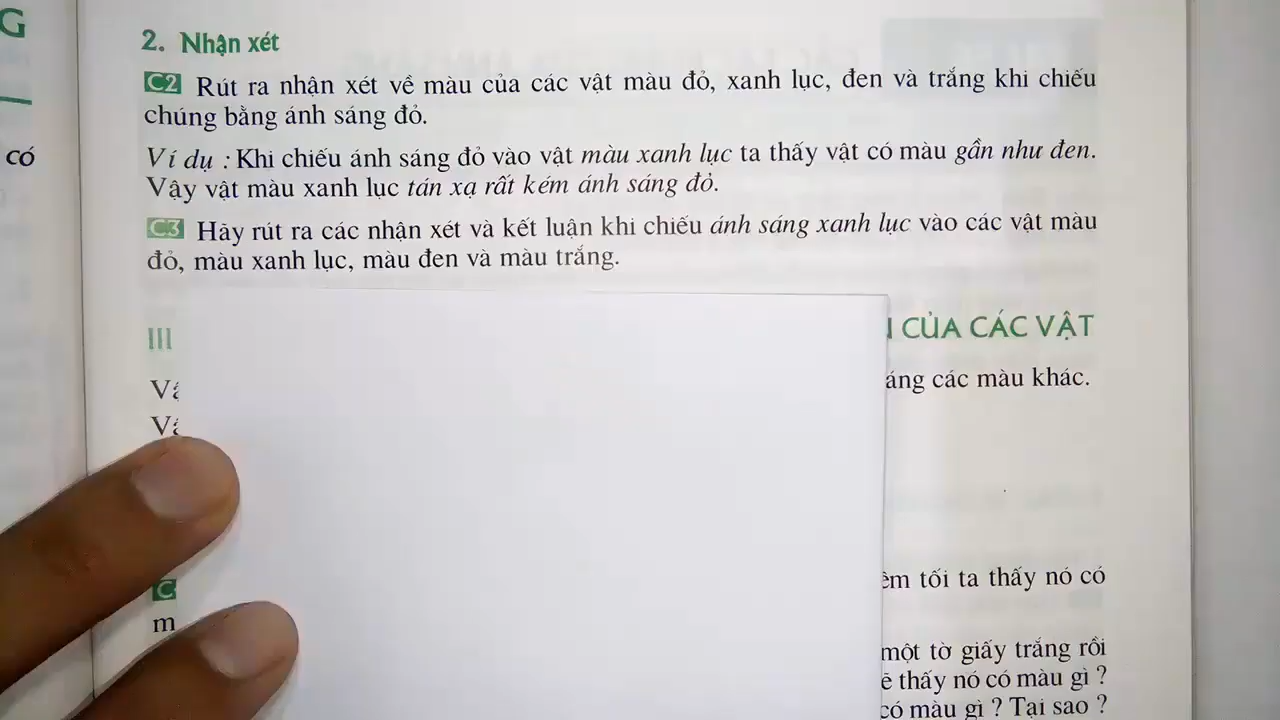 G
có
2. Nhận xét
C2 Rút ra nhận xét về màu của các vật màu đỏ, xanh lục, đen và trắng khi chiếu
chúng bằng ánh sáng đỏ.
Ví dụ : Khi chiếu ánh sáng đỏ vào vật màu xanh lục ta thấy vật có màu gần như đen.
Vậy vật màu xanh lục tán xạ rất kém ánh sáng đỏ.
C3 Hãy rút ra các nhận xét và kết luận khi chiếu ánh sáng xanh lục vào các vật màu
đỏ, màu xanh lục, màu đen và màu trắng.
III CỦA CÁC VẬT
các màu khác.
tối ta thấy nó có
một tờ giấy trắng rồi
thấy nó có màu gì ?
có màu gì ? Tại sao ?